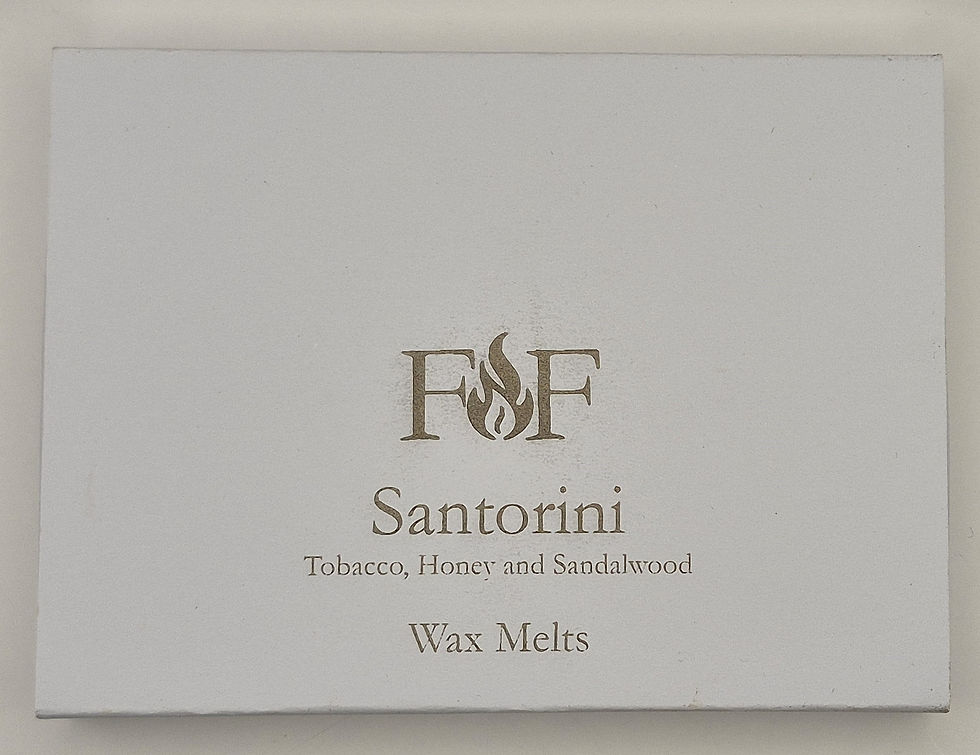 F F
Santorini
Tobacco, Honey and Sandalwood
Wax Melts